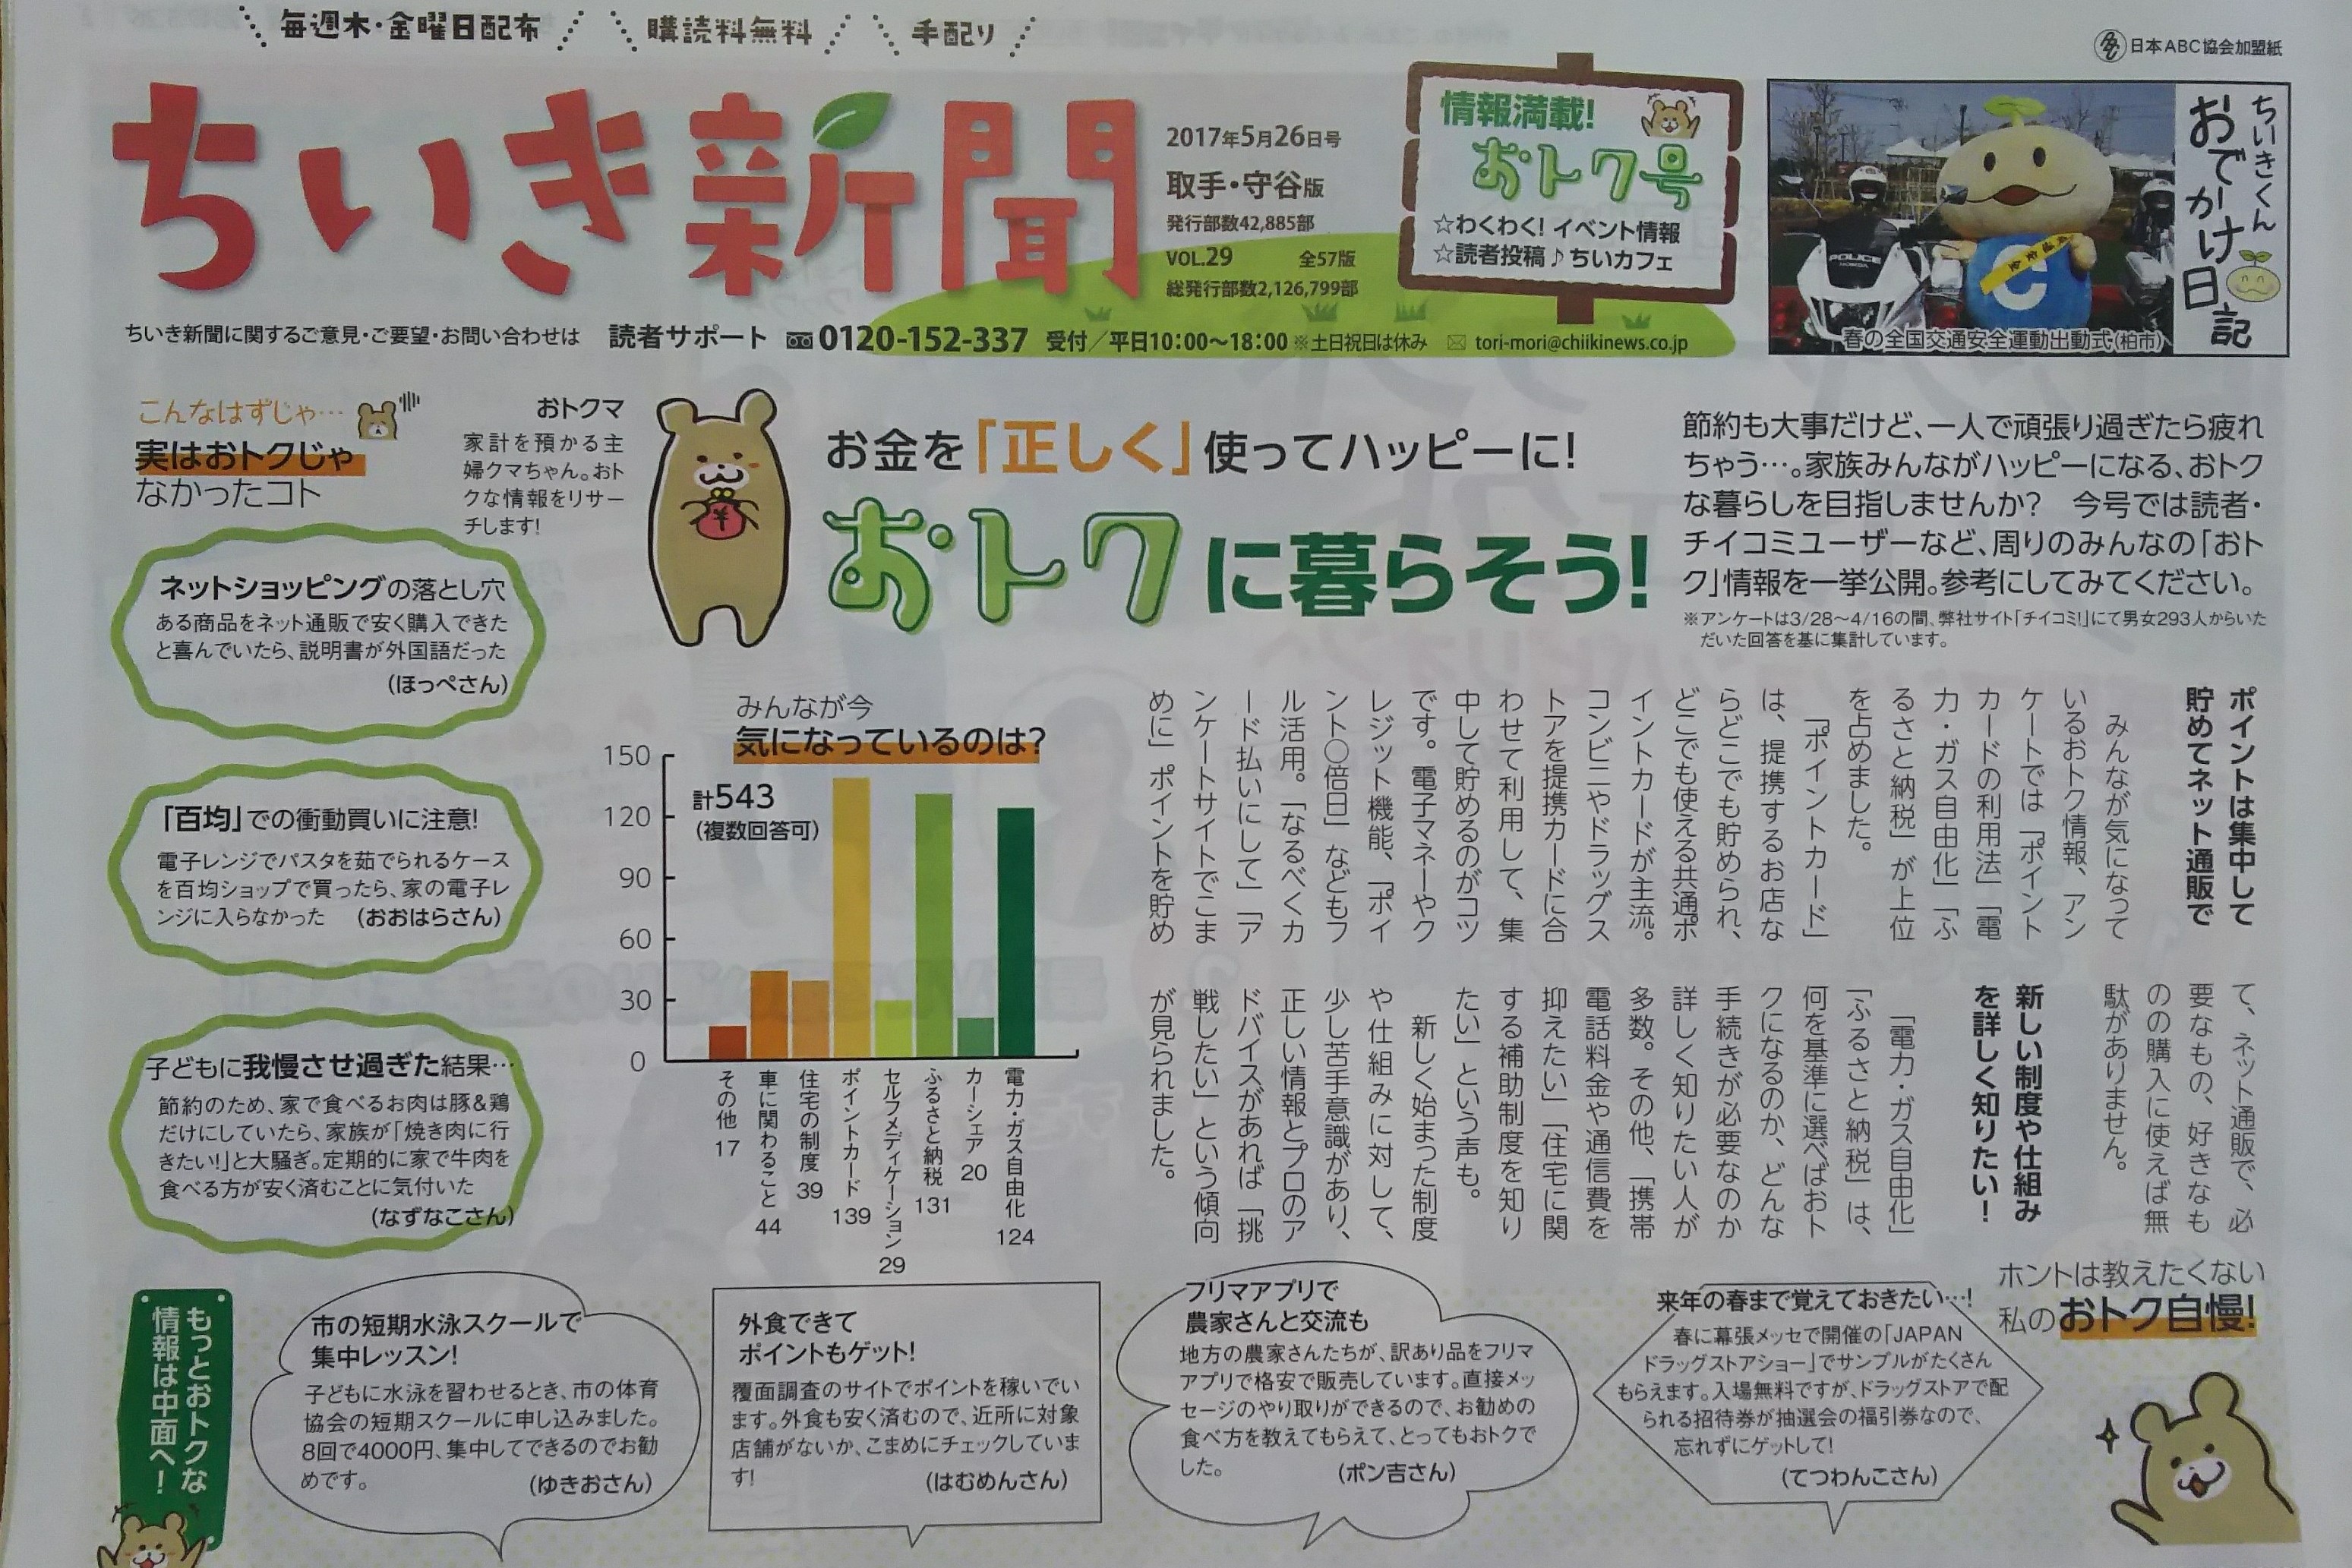 毎週木・金曜日配布
購読料無料
手配り
日本ABC協会加盟紙
ちいき新聞
2017年5月26日号
取手・守谷版
発行部数42,885部
VOL.29 全57版
総発行部数2,126,799部
情報満載!
おトク号
☆わくわく! イベント情報
☆読者投稿♪ちいカフェ
ちいきくん
おでかけ日記
POLICE
HONDA
C
春の全国交通安全運動出動式(柏市)
ちいき新聞に関するご意見・ご要望・お問い合わせは 読者サポート 0120-152-337 受付/平日10:00〜18:00 ※土日祝日は休み tori-mori@chiikinews.co.jp
こんなはずじゃ…
実はおトクじゃ
なかったコト
おトクマ
家計を預かる主
婦クマちゃん。おト
クな情報をリサー
チします!
¥
お金を「正しく」使ってハッピーに!
おトクに暮らそう!
節約も大事だけど、一人で頑張り過ぎたら疲れ
ちゃう…。家族みんながハッピーになる、おトク
な暮らしを目指しませんか? 今号では読者・
チイコミユーザーなど、周りのみんなの「おト
ク」情報を一挙公開。参考にしてみてください。
※アンケートは3/28〜4/16の間、弊社サイト「チイコミ!」にて男女293人からいた
だいた回答を基に集計しています。
ネットショッピングの落とし穴
ある商品をネット通販で安く購入できた
と喜んでいたら、説明書が外国語だった
(ほっぺさん)
「百均」での衝動買いに注意!
電子レンジでパスタを茹でられるケース
を百均ショップで買ったら、家の電子レ
ンジに入らなかった (おおはらさん)
子どもに我慢させ過ぎた結果…
節約のため、家で食べるお肉は豚&鶏
だけにしていたら、家族が「焼き肉に行
きたい!」と大騒ぎ。定期的に家で牛肉を
食べる方が安く済むことに気付いた
(なずなこさん)
みんなが今
気になっているのは?
計543
(複数回答可)
150
120
90
60
30
0
その他 17
車に関わること 44
住宅の制度 39
ポイントカード 139
セルフメディケーション 29
ふるさと納税 131
カーシェア 20
電力・ガス自由化 124
ポイントは集中して
貯めてネット通販で
みんなが気になって
いるおトク情報、アン
ケートでは「ポイント
カードの利用法」「電
力・ガス自由化」「ふ
るさと納税」が上位
を占めました。
「ポイントカード」
は、提携するお店な
らどこでも貯められ、
どこでも使える共通ポ
イントカードが主流。
コンビニやドラッグス
トアを提携カードに合
わせて利用して、集
中して貯めるのがコツ
です。電子マネーやク
レジット機能、「ポイ
ント〇倍日」などもフ
ル活用。「なるべくカ
ード払いにして」「ア
ンケートサイトでこま
めに」ポイントを貯め
て、ネット通販で、必
要なもの、好きなも
のの購入に使えば無
駄がありません。
新しい制度や仕組み
を詳しく知りたい!
「電力・ガス自由化」
「ふるさと納税」は、
何を基準に選べばおト
クになるのか、どんな
手続きが必要なのか
詳しく知りたい人が
多数。その他、「携帯
電話料金や通信費を
抑えたい」「住宅に関
する補助制度を知り
たい」という声も。
新しく始まった制度
や仕組みに対して、
少し苦手意識があり、
正しい情報とプロのア
ドバイスがあれば「挑
戦したい」という傾向
が見られました。
ホントは教えたくない
私のおトク自慢!
来年の春まで覚えておきたい…!
春に幕張メッセで開催の「JAPAN
ドラッグストアショー」でサンプルがたくさん
もらえます。入場無料ですが、ドラッグストアで配
られる招待券が抽選会の福引券なので、
忘れずにゲットして!
(てつわんこさん)
フリマアプリで
農家さんと交流も
地方の農家さんたちが、訳あり品をフリマ
アプリで格安で販売しています。直接メッ
セージのやり取りができるので、お勧めの
食べ方を教えてもらえて、とってもおトクで
した。 (ポン吉さん)
外食できて
ポイントもゲット!
覆面調査のサイトでポイントを稼いでい
ます。外食も安く済むので、近所に対象
店舗がないか、こまめにチェックしていま
す! (はむめんさん)
市の短期水泳スクールで
集中レッスン!
子どもに水泳を習わせるとき、市の体育
協会の短期スクールに申し込みました。
8回で4000円、集中してできるのでお勧
めです。 (ゆきおさん)
もっとおトクな
情報は中面へ!